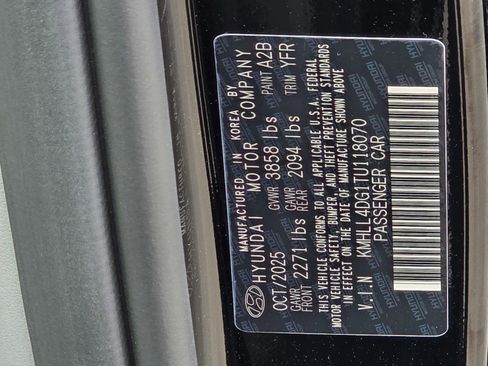 MANUFACTURED IN KOREA BY
HYUNDAI MOTOR COMPANY
OCT/2025 GVWR 3858 lbs PAINT A2B
GAWR FRONT 2271 lbs GAWR REAR 2094 lbs TRIM YFR
THIS VEHICLE CONFORMS TO ALL APPLICABLE U.S.A. FEDERAL
MOTOR VEHICLE SAFETY, BUMPER, AND THEFT PREVENTION STANDARDS
IN EFFECT ON THE DATE OF MANUFACTURE SHOWN ABOVE
V.I.N. KMHLL4DG1TU118070
PASSENGER CAR